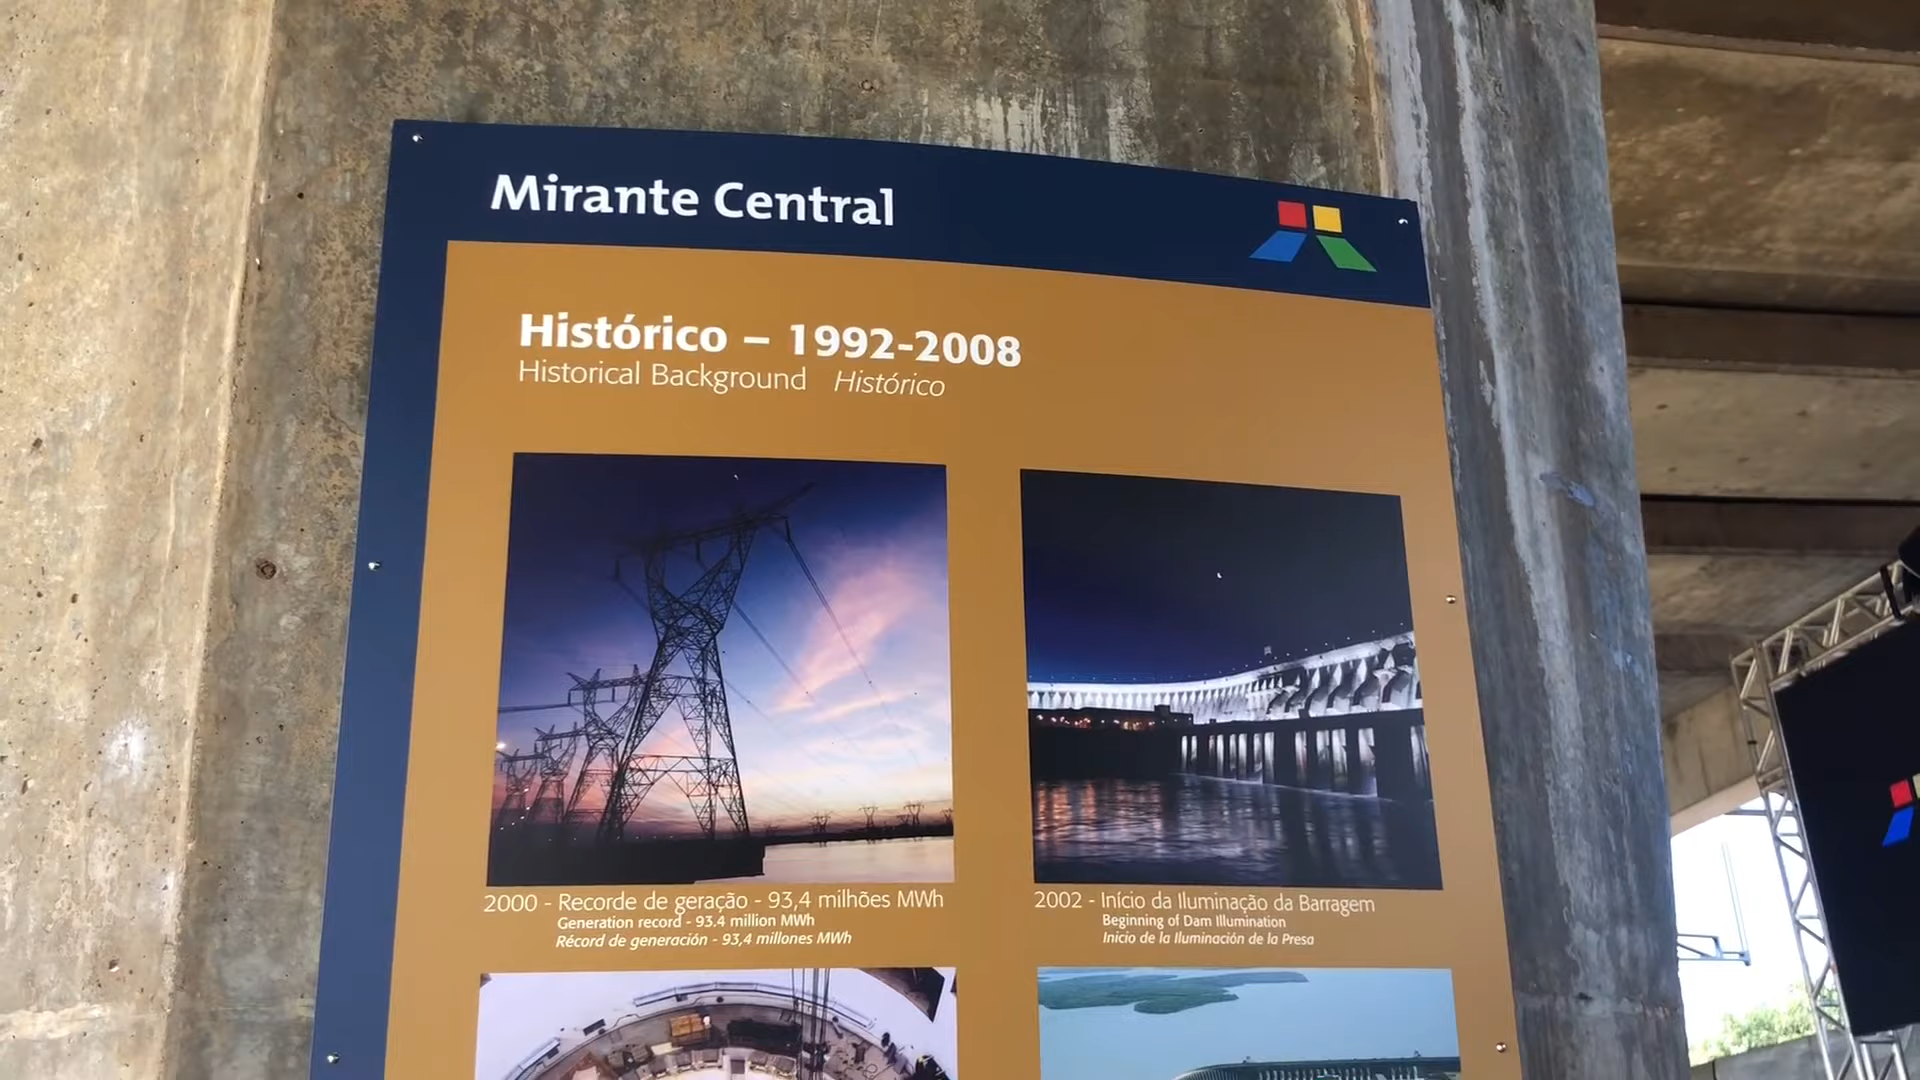 Mirante Central
Histórico – 1992-2008
Historical Background Histórico
2000 - Recorde de geração - 93,4 milhões MWh
Generation record - 93.4 million MWh
Récord de generación - 93,4 millones MWh
2002 - Início da Iluminação da Barragem
Beginning of Dam Illumination
Inicio de la Iluminación de la Presa